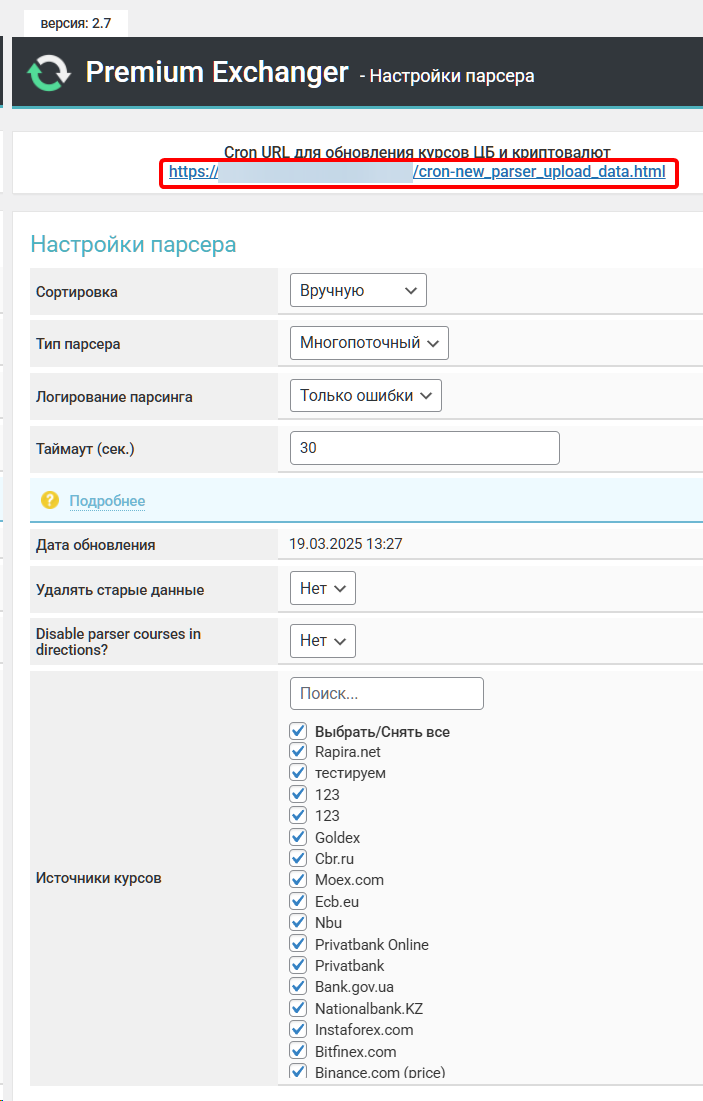 версия: 2.7
Premium Exchanger - Настройки парсера
Cron URL для обновления курсов ЦБ и криптовалют
https:// /cron-new_parser_upload_data.html
Настройки парсера
Сортировка Вручную
Тип парсера Многопоточный
Логирование парсинга Только ошибки
Таймаут (сек.) 30
? Подробнее
Дата обновления 19.03.2025 13:27
Удалять старые данные Нет
Disable parser courses in
directions? Нет
Поиск...
Выбрать/Снять все
Rapira.net
тестируем
123
123
Goldex
Cbr.ru
Источники курсов
Moex.com
Ecb.eu
Nbu
Privatbank Online
Privatbank
Bank.gov.ua
Nationalbank.KZ
Instaforex.com
Bitfinex.com
Binance.com (price)